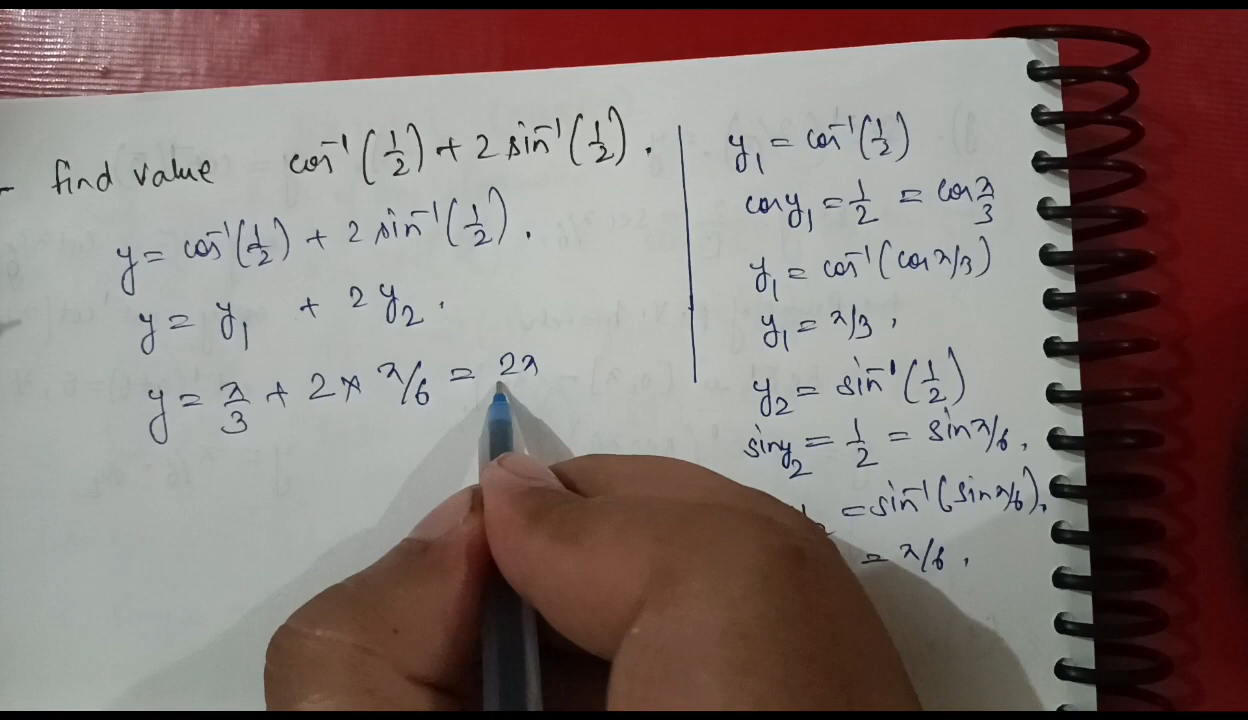 find value cos⁻¹(1/2) + 2 sin⁻¹(1/2).
y = cos⁻¹(1/2) + 2 sin⁻¹(1/2).
y = y₁ + 2y₂.
y = π/3 + 2 × π/6 = 2π
y₁ = cos⁻¹(1/2)
cos y₁ = 1/2 = cos π/3
y₁ = cos⁻¹(cos π/3)
y₁ = π/3,
y₂ = sin⁻¹(1/2)
sin y₂ = 1/2 = sin π/6,
= sin⁻¹(sin π/6),
= π/6,